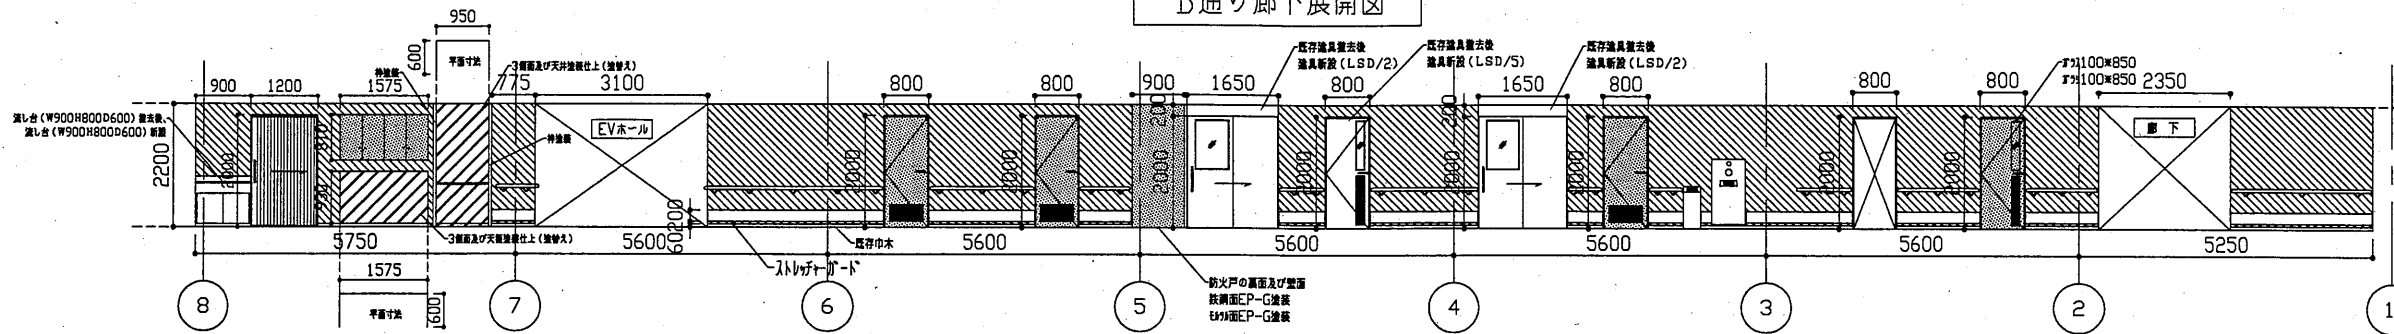 B通り廊下展開図
950
600
平面寸法
3側面及び天井塗装仕上(塗替え)
枠塗装
900
1200
1575
775
3100
800
800
900
1650
800
1650
800
800
800
2350
既存建具撤去後
建具新設(LSD/2)
既存建具撤去後
建具新設(LSD/5)
既存建具撤去後
建具新設(LSD/2)
ガラリ100*850
ガラス100*850
流し台(W900H800D600)撤去後、
流し台(W900H800D600)新設
2200
2000
810
530
枠塗装
EVホール
60
2200
2000
2000
200
2000
2000
200
2040
2000
2000
2000
廊下
3側面及び天板塗装仕上(塗替え)
既存巾木
ストレッチャーガード
5750
5600
5600
5600
5600
5600
5250
1575
平面寸法
600
防火戸の裏面及び壁面
鉄鋼面EP-G塗装
モルタル面EP-G塗装
8
7
6
5
4
3
2
1